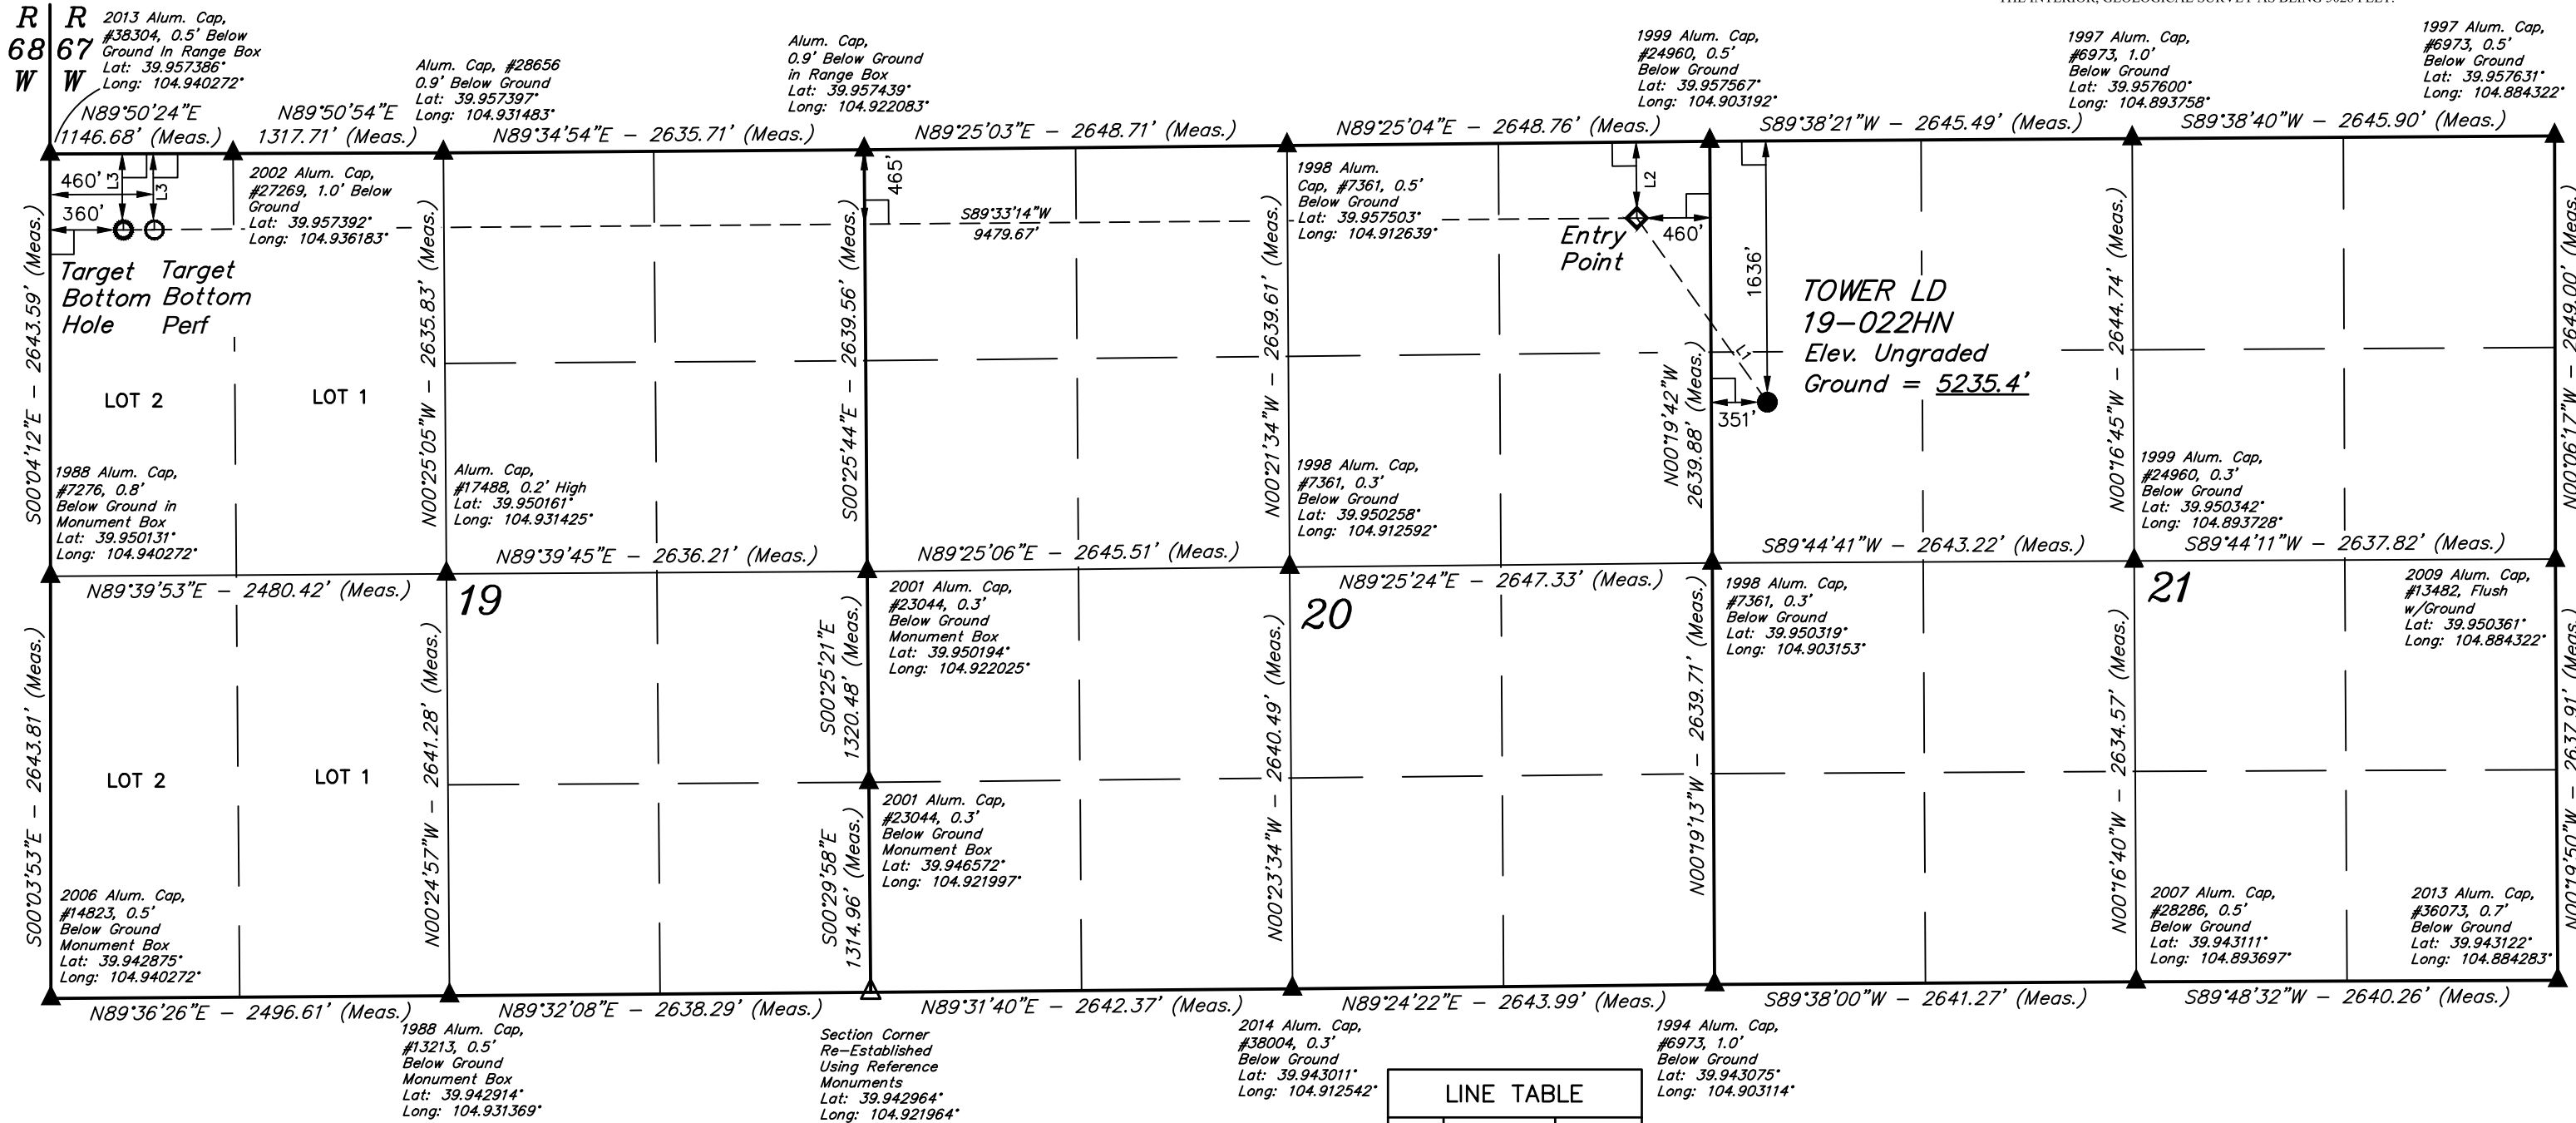 R R
68 67
W W
2013 Alum. Cap,
#38304, 0.5' Below
Ground In Range Box
Lat: 39.957386°
Long: 104.940272°
Alum. Cap, #28656
0.9' Below Ground
Lat: 39.957397°
Long: 104.931483°
Alum. Cap,
0.9' Below Ground
in Range Box
Lat: 39.957439°
Long: 104.922083°
1999 Alum. Cap,
#24960, 0.5'
Below Ground
Lat: 39.957567°
Long: 104.903192°
1997 Alum. Cap,
#6973, 1.0'
Below Ground
Lat: 39.957600°
Long: 104.893758°
1997 Alum. Cap,
#6973, 0.5'
Below Ground
Lat: 39.957631°
Long: 104.884322°
N89°50'24"E
1146.68' (Meas.)
N89°50'54"E
1317.71' (Meas.)
N89°34'54"E - 2635.71' (Meas.)
N89°25'03"E - 2648.71' (Meas.)
N89°25'04"E - 2648.76' (Meas.)
S89°38'21"W - 2645.49' (Meas.)
S89°38'40"W - 2645.90' (Meas.)
460'
L3
L3
360'
2002 Alum. Cap,
#27269, 1.0' Below
Ground
Lat: 39.957392°
Long: 104.936183°
465'
S89°33'14"W
9479.67'
1998 Alum.
Cap, #7361, 0.5'
Below Ground
Lat: 39.957503°
Long: 104.912639°
L2
460'
Entry
Point
1636'
L1
351'
TOWER LD
19-022HN
Elev. Ungraded
Ground = 5235.4'
Target
Bottom
Hole
Target
Bottom
Perf
S00°04'12"E - 2643.59' (Meas.)
N00°25'05"W - 2635.83' (Meas.)
S00°25'44"E - 2639.56' (Meas.)
N00°21'34"W - 2639.61' (Meas.)
N00°19'42"W
2639.88' (Meas.)
N00°16'45"W - 2644.74' (Meas.)
N00°06'17"W - 2649.00' (Meas.)
LOT 2
LOT 1
1988 Alum. Cap,
#7276, 0.8'
Below Ground in
Monument Box
Lat: 39.950131°
Long: 104.940272°
Alum. Cap,
#17488, 0.2' High
Lat: 39.950161°
Long: 104.931425°
1998 Alum. Cap,
#7361, 0.3'
Below Ground
Lat: 39.950258°
Long: 104.912592°
1999 Alum. Cap,
#24960, 0.3'
Below Ground
Lat: 39.950342°
Long: 104.893728°
N89°39'53"E - 2480.42' (Meas.)
N89°39'45"E - 2636.21' (Meas.)
N89°25'06"E - 2645.51' (Meas.)
N89°25'24"E - 2647.33' (Meas.)
S89°44'41"W - 2643.22' (Meas.)
S89°44'11"W - 2637.82' (Meas.)
19
20
21
2001 Alum. Cap,
#23044, 0.3'
Below Ground
Monument Box
Lat: 39.950194°
Long: 104.922025°
1998 Alum. Cap,
#7361, 0.3'
Below Ground
Lat: 39.950319°
Long: 104.903153°
2009 Alum. Cap,
#13482, Flush
w/Ground
Lat: 39.950361°
Long: 104.884322°
S00°03'53"E - 2643.81' (Meas.)
N00°24'57"W - 2641.28' (Meas.)
S00°25'21"E
1320.48' (Meas.)
S00°29'58"E
1314.96' (Meas.)
N00°23'34"W - 2640.49' (Meas.)
N00°19'13"W - 2639.71' (Meas.)
N00°16'40"W - 2634.57' (Meas.)
N00°19'50"W - 2637.91' (Meas.)
LOT 2
LOT 1
2001 Alum. Cap,
#23044, 0.3'
Below Ground
Monument Box
Lat: 39.946572°
Long: 104.921997°
2006 Alum. Cap,
#14823, 0.5'
Below Ground
Monument Box
Lat: 39.942875°
Long: 104.940272°
2007 Alum. Cap,
#28286, 0.5'
Below Ground
Lat: 39.943111°
Long: 104.893697°
2013 Alum. Cap,
#36073, 0.7'
Below Ground
Lat: 39.943122°
Long: 104.884283°
N89°36'26"E - 2496.61' (Meas.)
N89°32'08"E - 2638.29' (Meas.)
N89°31'40"E - 2642.37' (Meas.)
N89°24'22"E - 2643.99' (Meas.)
S89°38'00"W - 2641.27' (Meas.)
S89°48'32"W - 2640.26' (Meas.)
1988 Alum. Cap,
#13213, 0.5'
Below Ground
Monument Box
Lat: 39.942914°
Long: 104.931369°
Section Corner
Re-Established
Using Reference
Monuments
Lat: 39.942964°
Long: 104.921964°
2014 Alum. Cap,
#38004, 0.3'
Below Ground
Lat: 39.943011°
Long: 104.912542°
1994 Alum. Cap,
#6973, 1.0'
Below Ground
Lat: 39.943075°
Long: 104.903114°
LINE TABLE